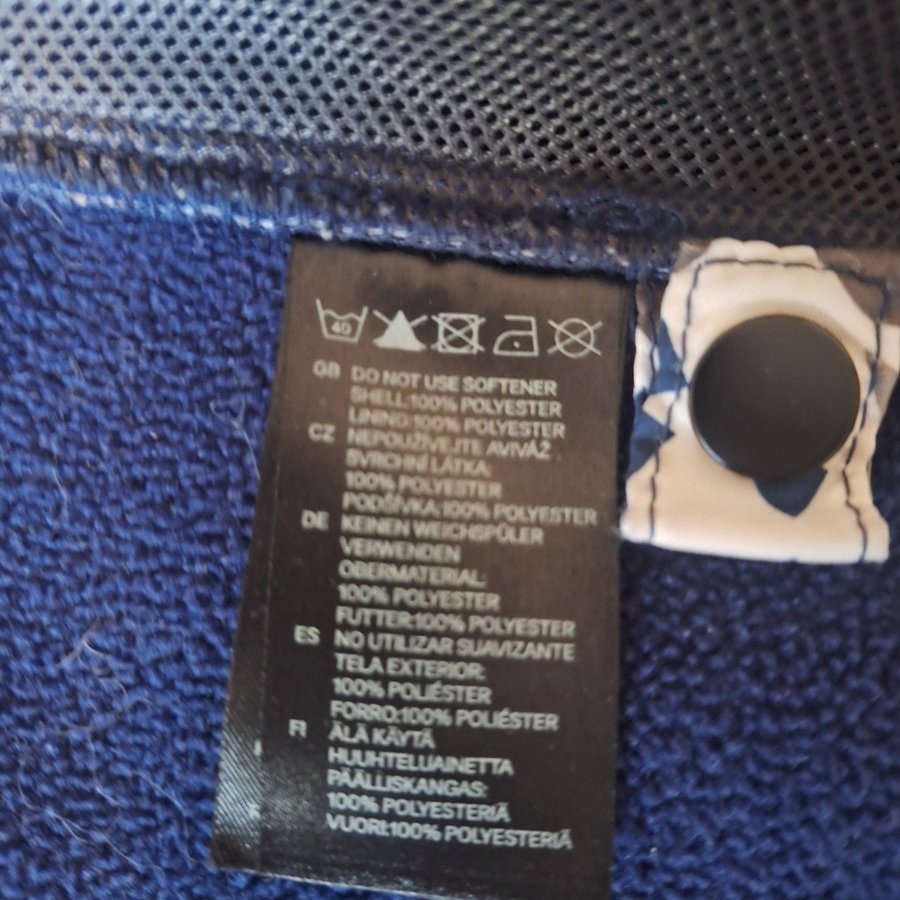 40
GB DO NOT USE SOFTENER
SHELL:100% POLYESTER
LINING:100% POLYESTER
CZ NEPOUŽÍVEJTE AVIVÁŽ
SVRCHNÍ LÁTKA:
100% POLYESTER
PODŠÍVKA:100% POLYESTER
DE KEINEN WEICHSPÜLER
VERWENDEN
OBERMATERIAL:
100% POLYESTER
FUTTER:100% POLYESTER
ES NO UTILIZAR SUAVIZANTE
TELA EXTERIOR:
100% POLIÉSTER
FORRO:100% POLIÉSTER
FI ÄLÄ KÄYTÄ
HUUHTELUAINETTA
PÄÄLLISKANGAS:
100% POLYESTERIÄ
VUORI:100% POLYESTERIÄ